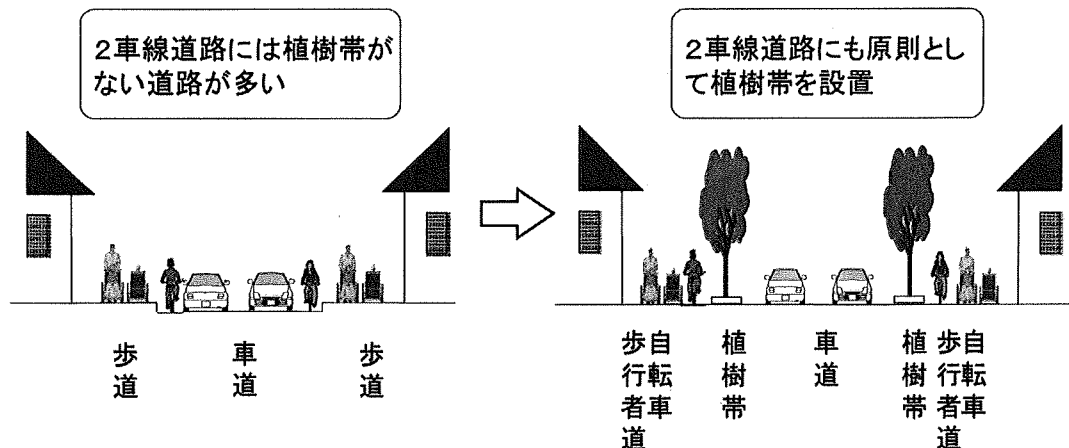 ２車線道路には植樹帯が
ない道路が多い
２車線道路にも原則とし
て植樹帯を設置
歩道
車道
歩道
自転車
歩行者道
植樹帯
車道
植樹帯
自転車
歩行者道